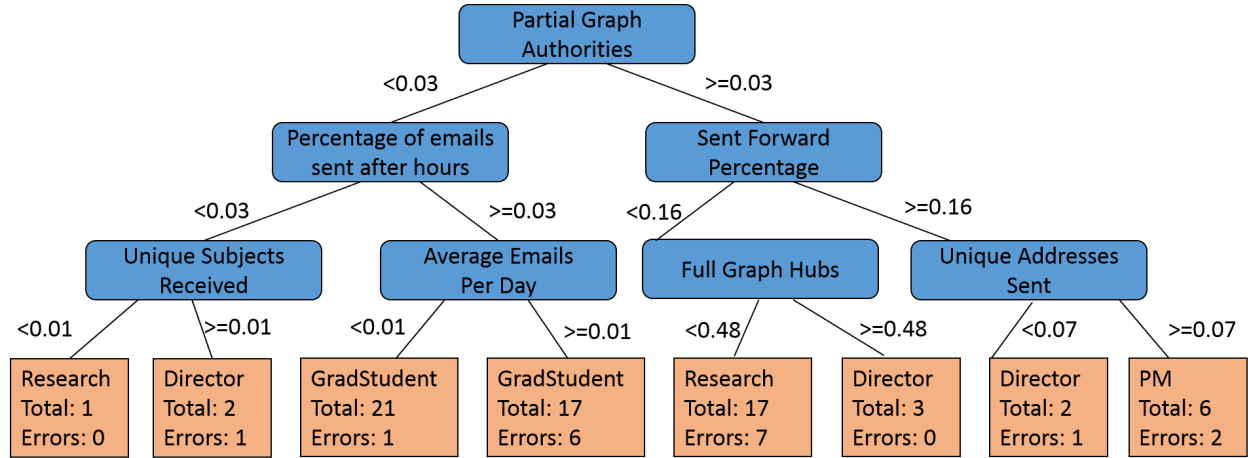 Partial Graph
Authorities
<0.03
>=0.03
Percentage of emails
sent after hours
Sent Forward
Percentage
<0.03
>=0.03
<0.16
>=0.16
Unique Subjects
Received
Average Emails
Per Day
Full Graph Hubs
Unique Addresses
Sent
<0.01
>=0.01
<0.01
>=0.01
<0.48
>=0.48
<0.07
>=0.07
Research
Total: 1
Errors: 0
Director
Total: 2
Errors: 1
GradStudent
Total: 21
Errors: 1
GradStudent
Total: 17
Errors: 6
Research
Total: 17
Errors: 7
Director
Total: 3
Errors: 0
Director
Total: 2
Errors: 1
PM
Total: 6
Errors: 2